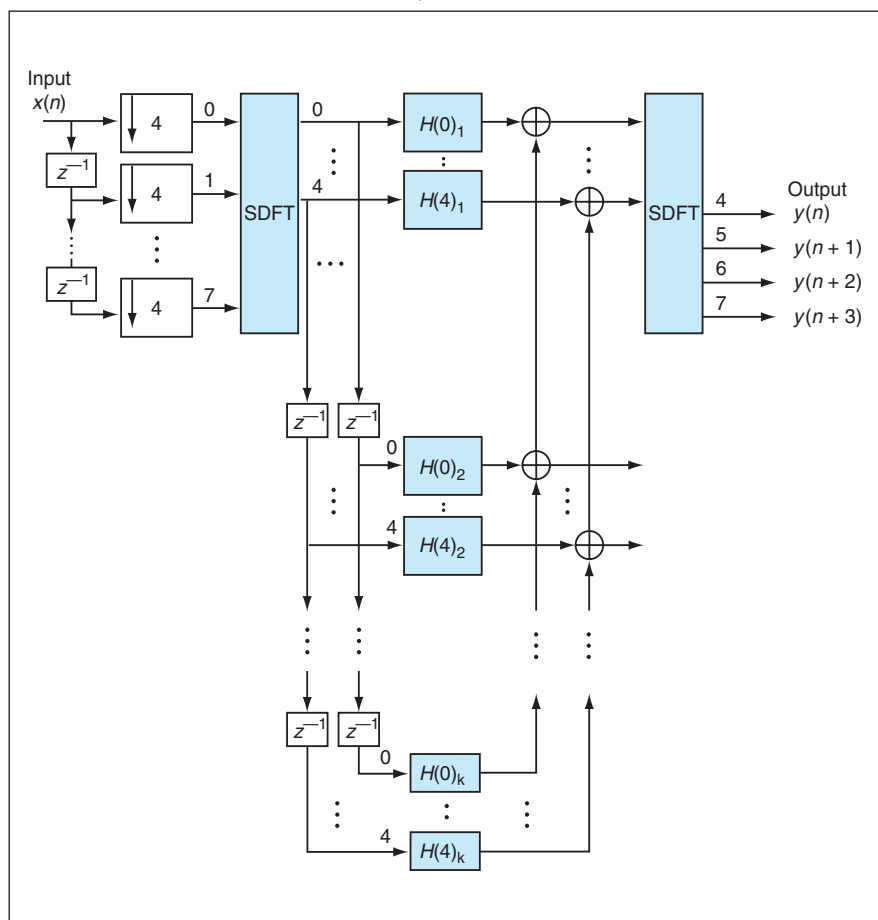 Input
x(n)
4
0
SDFT
0
H(0)₁
z⁻¹
4
1
4
H(4)₁
SDFT
4
Output
y(n)
5
y(n + 1)
z⁻¹
4
7
6
y(n + 2)
7
y(n + 3)
z⁻¹
z⁻¹
0
H(0)₂
4
H(4)₂
z⁻¹
z⁻¹
0
H(0)ₖ
4
H(4)ₖ